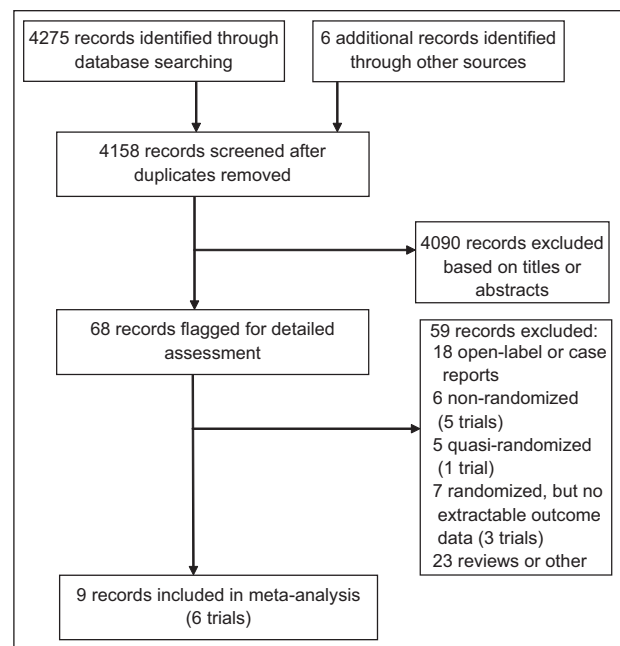 4275 records identified through
database searching
6 additional records identified
through other sources
4158 records screened after
duplicates removed
4090 records excluded
based on titles or
abstracts
68 records flagged for detailed
assessment
59 records excluded:
18 open-label or case
reports
6 non-randomized
(5 trials)
5 quasi-randomized
(1 trial)
7 randomized, but no
extractable outcome
data (3 trials)
23 reviews or other
9 records included in meta-analysis
(6 trials)